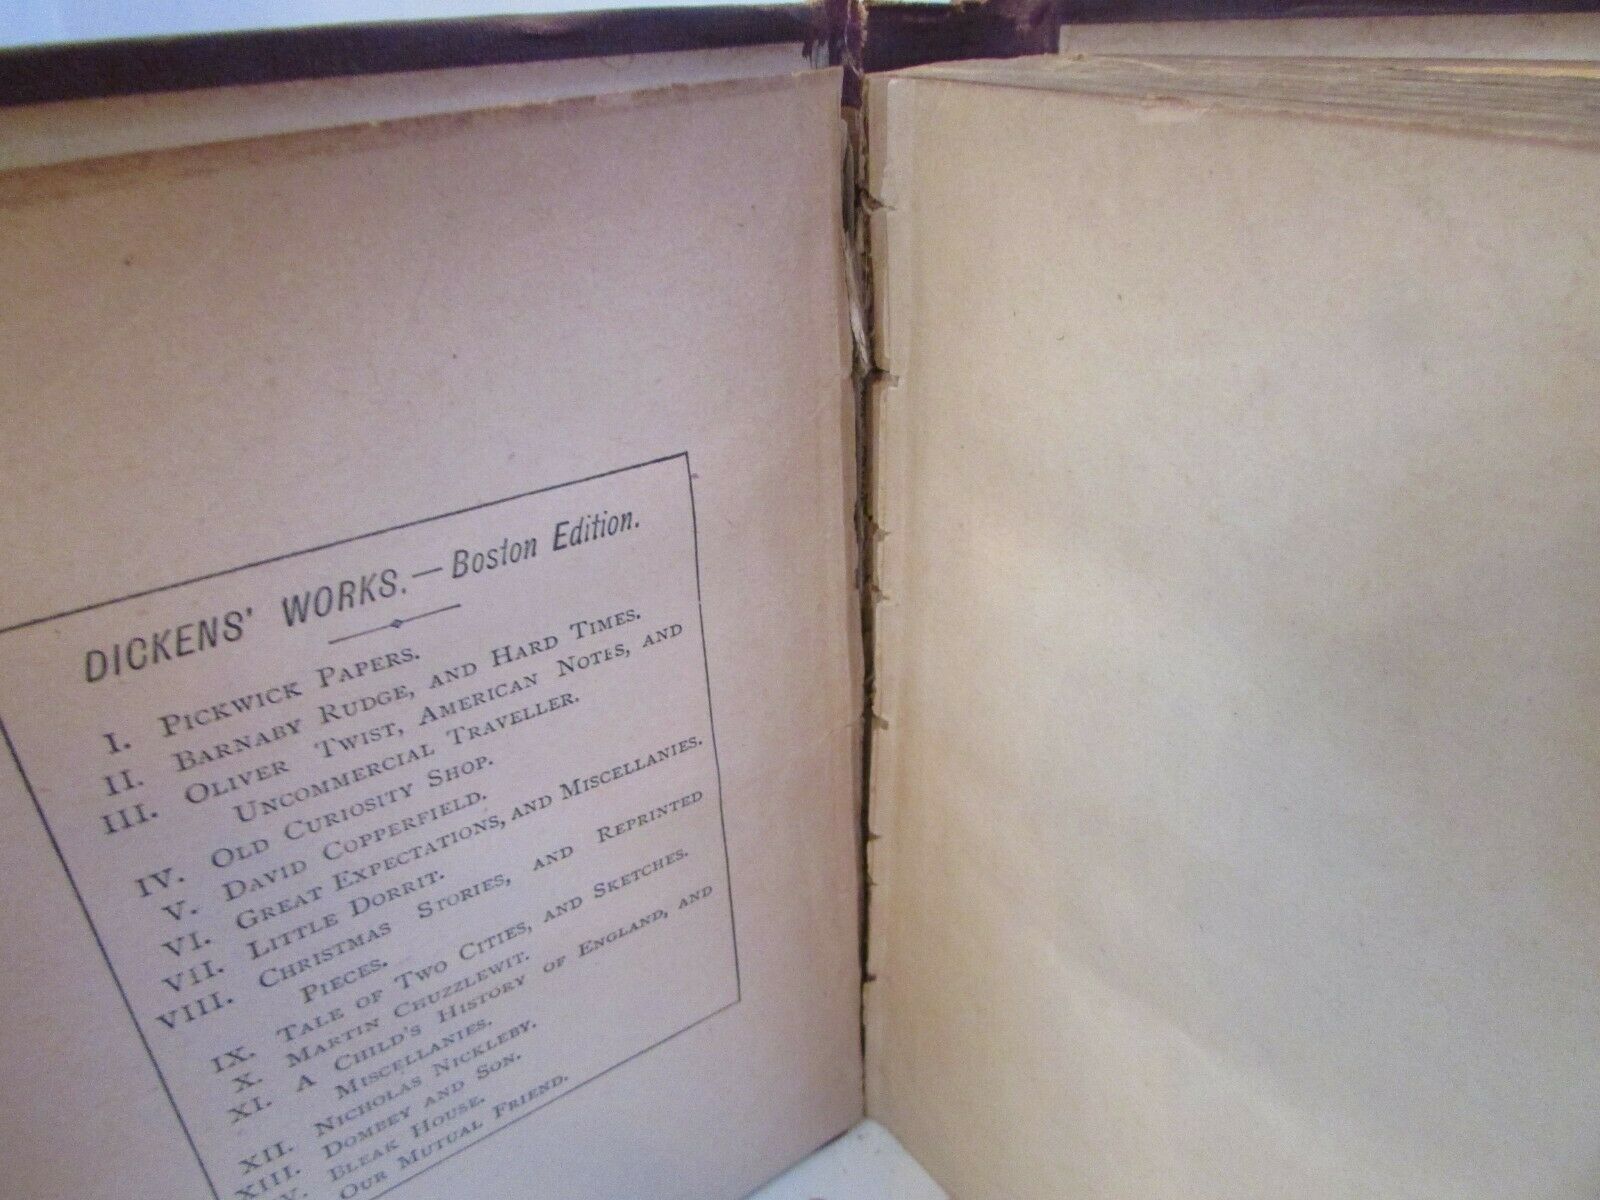 DICKENS' WORKS.—Boston Edition.
I. PICKWICK PAPERS.
II. BARNABY RUDGE, AND HARD TIMES.
III. OLIVER TWIST, AMERICAN NOTES, AND
UNCOMMERCIAL TRAVELLER.
IV. OLD CURIOSITY SHOP.
V. DAVID COPPERFIELD.
VI. GREAT EXPECTATIONS, AND MISCELLANIES.
VII. LITTLE DORRIT.
VIII. CHRISTMAS STORIES, AND REPRINTED
PIECES.
IX. TALE OF TWO CITIES, AND SKETCHES.
X. MARTIN CHUZZLEWIT.
XI. A CHILD'S HISTORY OF ENGLAND, AND
MISCELLANIES.
XII. NICHOLAS NICKLEBY.
XIII. DOMBEY AND SON.
BLEAK HOUSE.
OUR MUTUAL FRIEND.